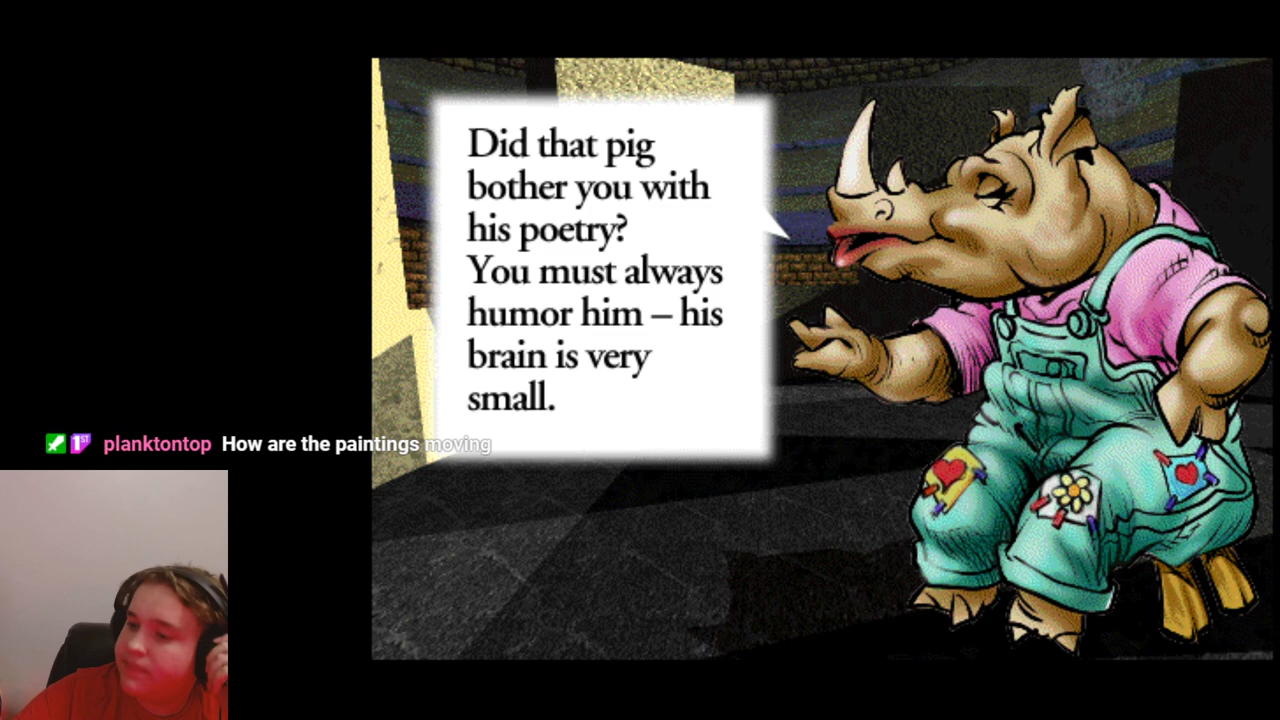 Did that pig
bother you with
his poetry?
You must always
humor him – his
brain is very
small.
1ST planktontop How are the paintings moving